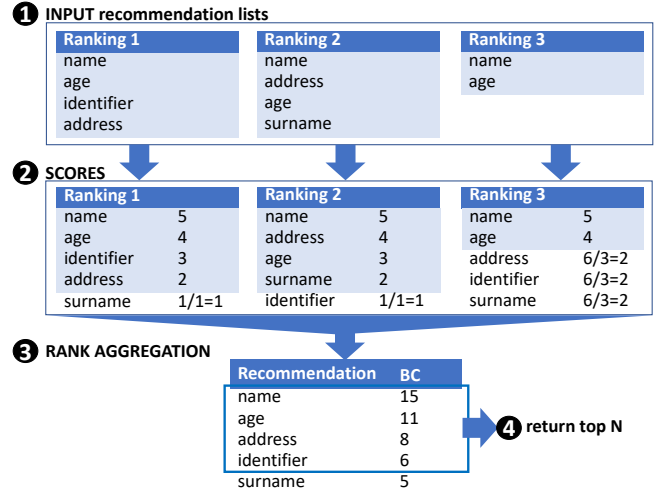 1 INPUT recommendation lists
Ranking 1 Ranking 2 Ranking 3
name name name
age address age
identifier age
address surname
2 SCORES
Ranking 1 Ranking 2 Ranking 3
name 5 name 5 name 5
age 4 address 4 age 4
identifier 3 age 3 address 6/3=2
address 2 surname 2 identifier 6/3=2
surname 1/1=1 identifier 1/1=1 surname 6/3=2
3 RANK AGGREGATION
Recommendation BC
name 15
age 11
address 8
identifier 6
surname 5
4 return top N